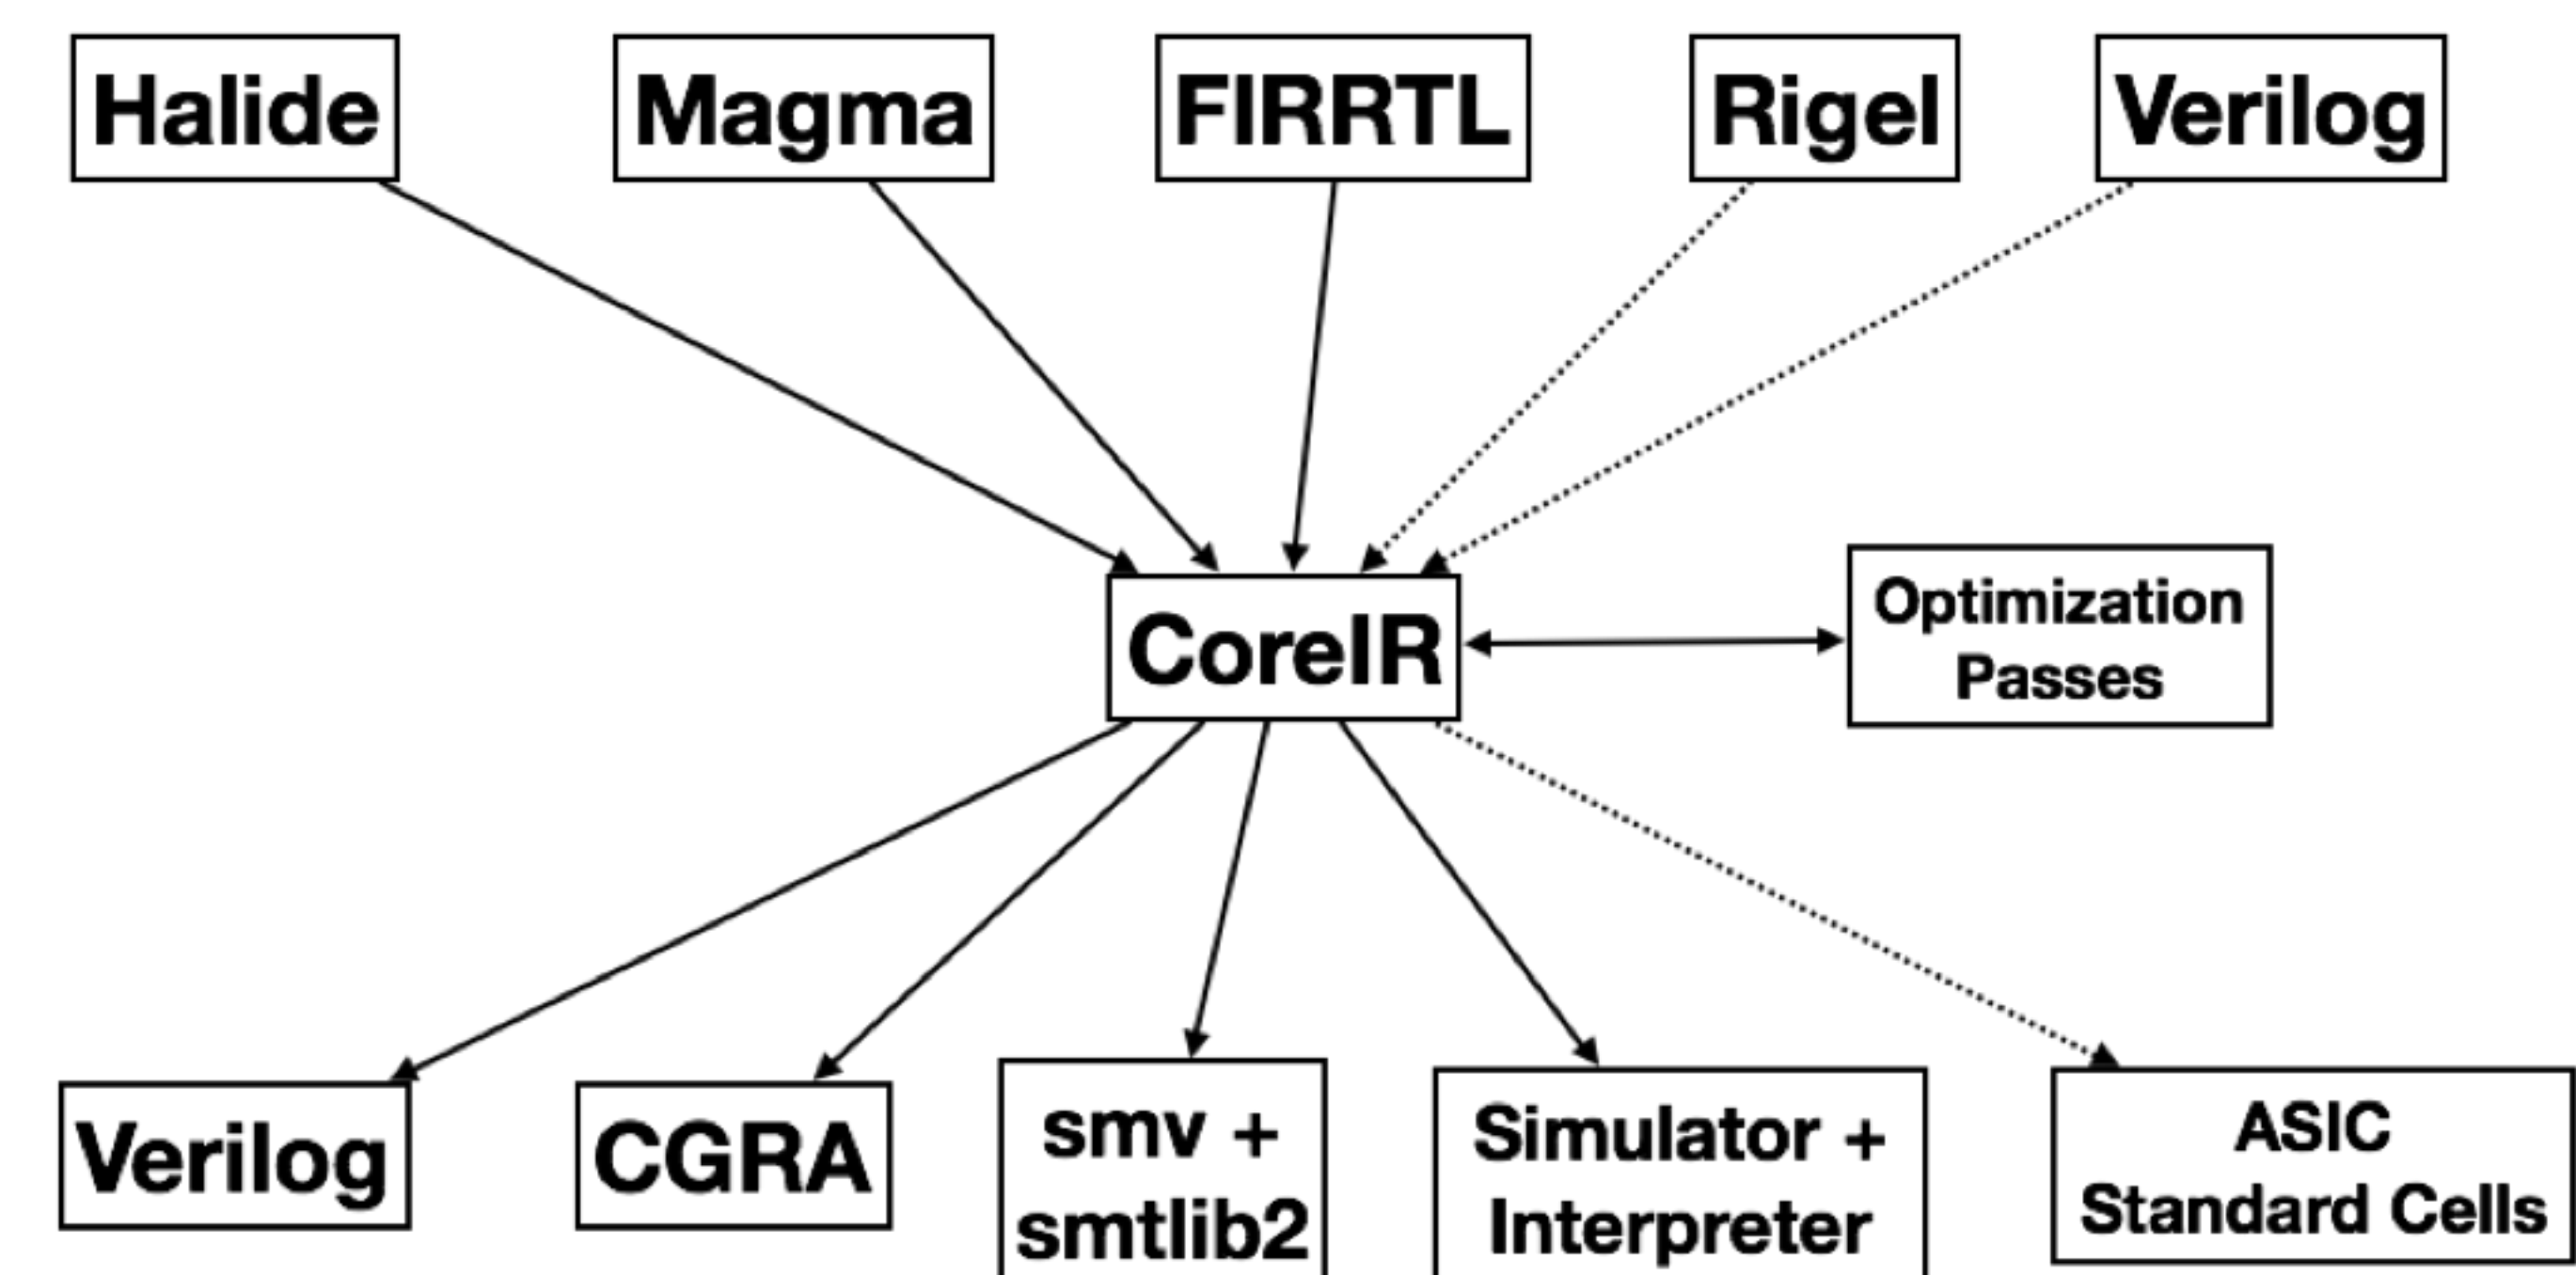 Halide
Magma
FIRRTL
Rigel
Verilog
CoreIR
Optimization
Passes
Verilog
CGRA
smv +
smtlib2
Simulator +
Interpreter
ASIC
Standard Cells